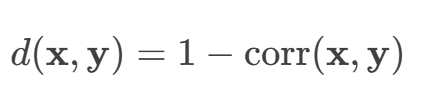 d(x, y) = 1 − corr(x, y)